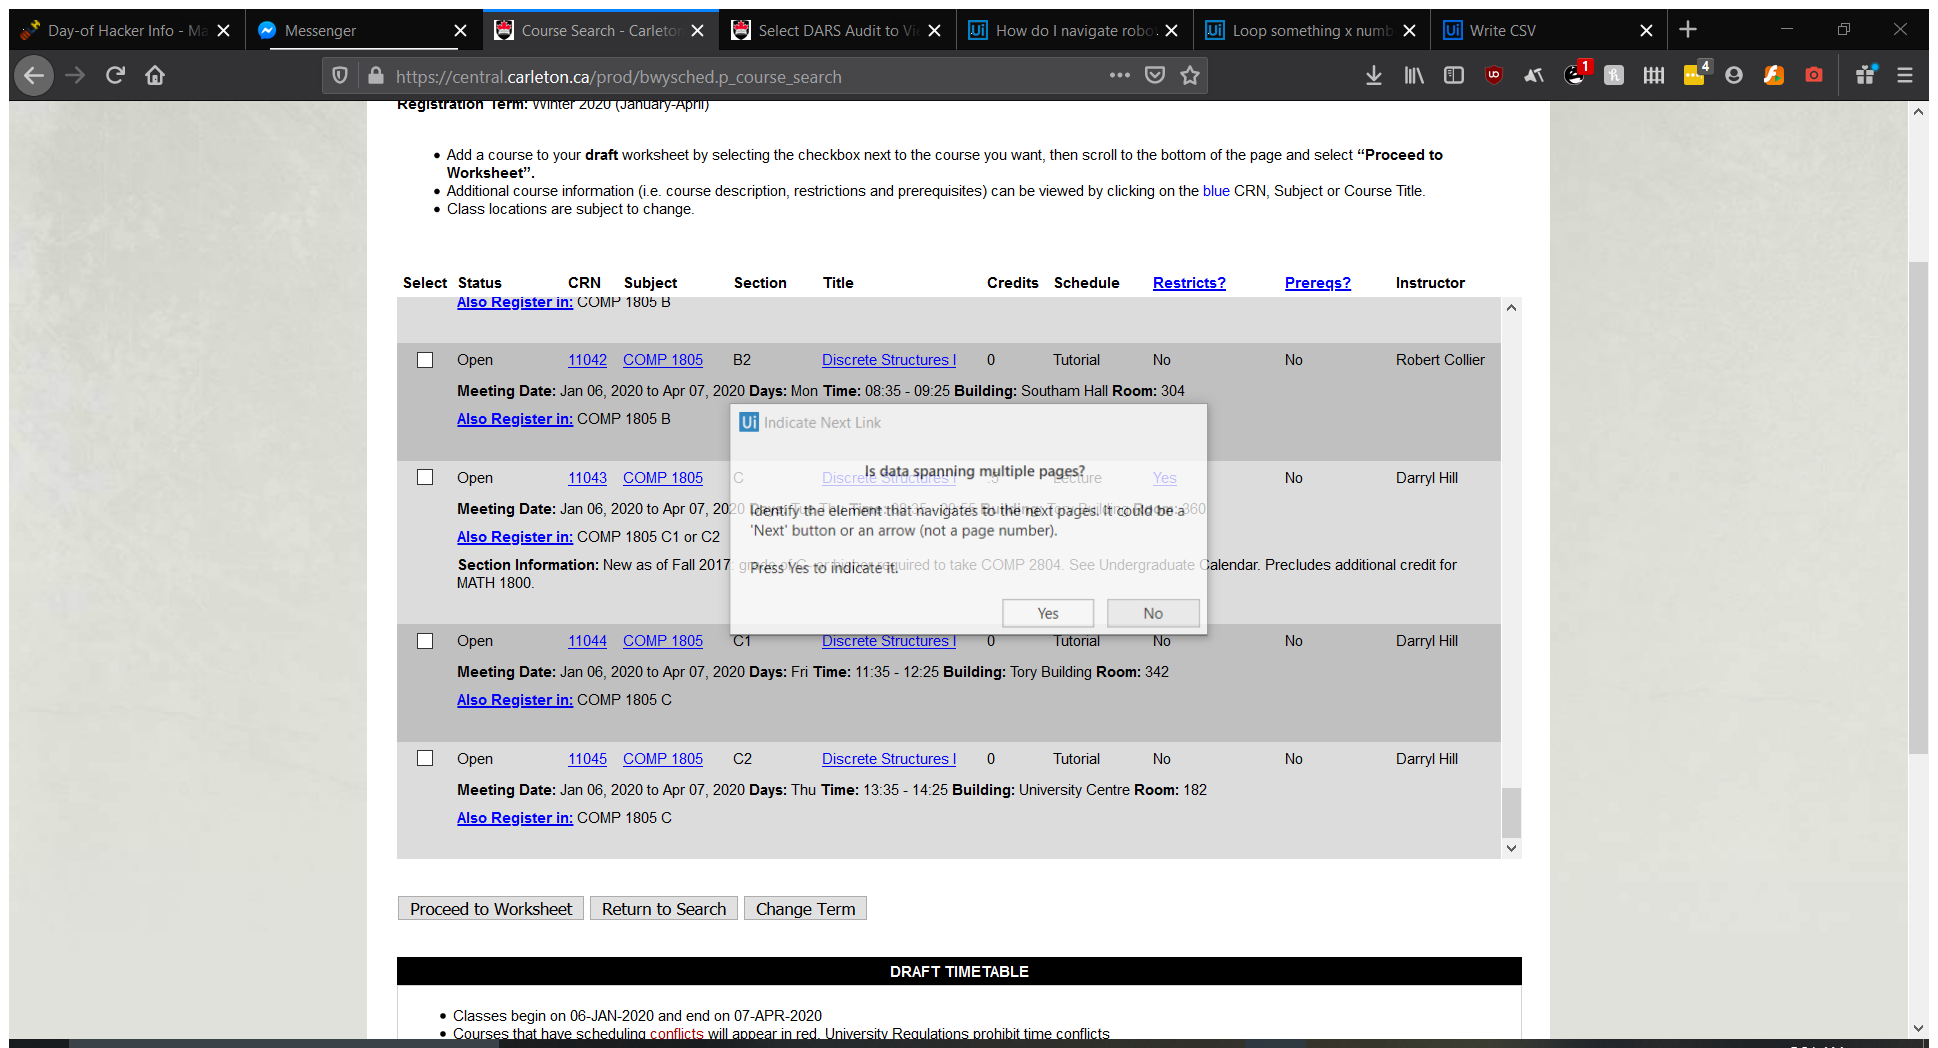 Day-of Hacker Info - Ma
Messenger
Course Search - Carleton
Select DARS Audit to Vie
Ui How do I navigate robo
Ui Loop something x numb
Ui Write CSV
https://central.carleton.ca/prod/bwysched.p_course_search
1
4
Registration Term: Winter 2020 (January-April)
• Add a course to your draft worksheet by selecting the checkbox next to the course you want, then scroll to the bottom of the page and select “Proceed to
Worksheet”.
• Additional course information (i.e. course description, restrictions and prerequisites) can be viewed by clicking on the blue CRN, Subject or Course Title.
• Class locations are subject to change.
Select Status CRN Subject Section Title Credits Schedule Restricts? Prereqs? Instructor
Also Register in: COMP 1805 B
Open 11042 COMP 1805 B2 Discrete Structures I 0 Tutorial No No Robert Collier
Meeting Date: Jan 06, 2020 to Apr 07, 2020 Days: Mon Time: 08:35 - 09:25 Building: Southam Hall Room: 304
Also Register in: COMP 1805 B
Ui Indicate Next Link
Is data spanning multiple pages?
Identify the element that navigates to the next pages. It could be a
'Next' button or an arrow (not a page number).
Press Yes to indicate it.
Yes No
Open 11043 COMP 1805 C Discrete Structures I .5 Lecture Yes No Darryl Hill
Meeting Date: Jan 06, 2020 to Apr 07, 2020 Building: Tory Building Room: 360
Also Register in: COMP 1805 C1 or C2
Section Information: New as of Fall 2017: required to take COMP 2804. See Undergraduate Calendar. Precludes additional credit for
MATH 1800.
Open 11044 COMP 1805 C1 Discrete Structures I 0 Tutorial No No Darryl Hill
Meeting Date: Jan 06, 2020 to Apr 07, 2020 Days: Fri Time: 11:35 - 12:25 Building: Tory Building Room: 342
Also Register in: COMP 1805 C
Open 11045 COMP 1805 C2 Discrete Structures I 0 Tutorial No No Darryl Hill
Meeting Date: Jan 06, 2020 to Apr 07, 2020 Days: Thu Time: 13:35 - 14:25 Building: University Centre Room: 182
Also Register in: COMP 1805 C
Proceed to Worksheet Return to Search Change Term
DRAFT TIMETABLE
• Classes begin on 06-JAN-2020 and end on 07-APR-2020
• Courses that have scheduling conflicts will appear in red. University Regulations prohibit time conflicts